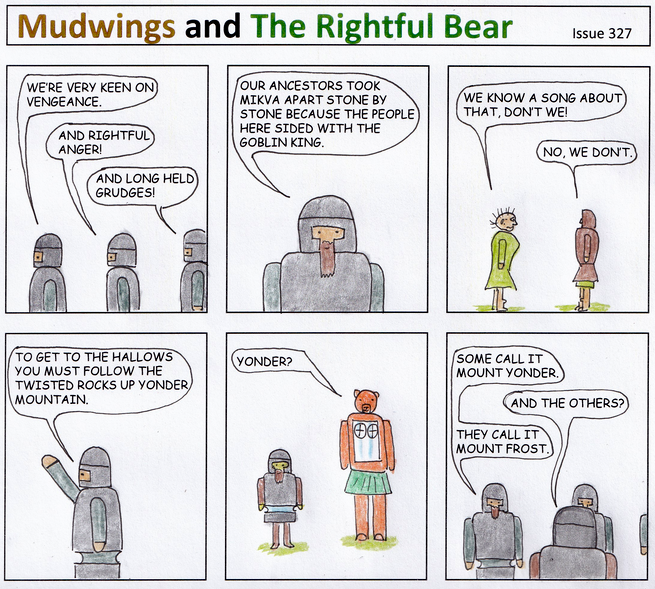 Mudwings and The Rightful Bear
Issue 327
WE'RE VERY KEEN ON
VENGEANCE.
AND RIGHTFUL
ANGER!
AND LONG HELD
GRUDGES!
OUR ANCESTORS TOOK
MIKVA APART STONE BY
STONE BECAUSE THE PEOPLE
HERE SIDED WITH THE
GOBLIN KING.
WE KNOW A SONG ABOUT
THAT, DON'T WE!
NO, WE DON'T.
TO GET TO THE HALLOWS
YOU MUST FOLLOW THE
TWISTED ROCKS UP YONDER
MOUNTAIN.
YONDER?
SOME CALL IT
MOUNT YONDER.
AND THE OTHERS?
THEY CALL IT
MOUNT FROST.